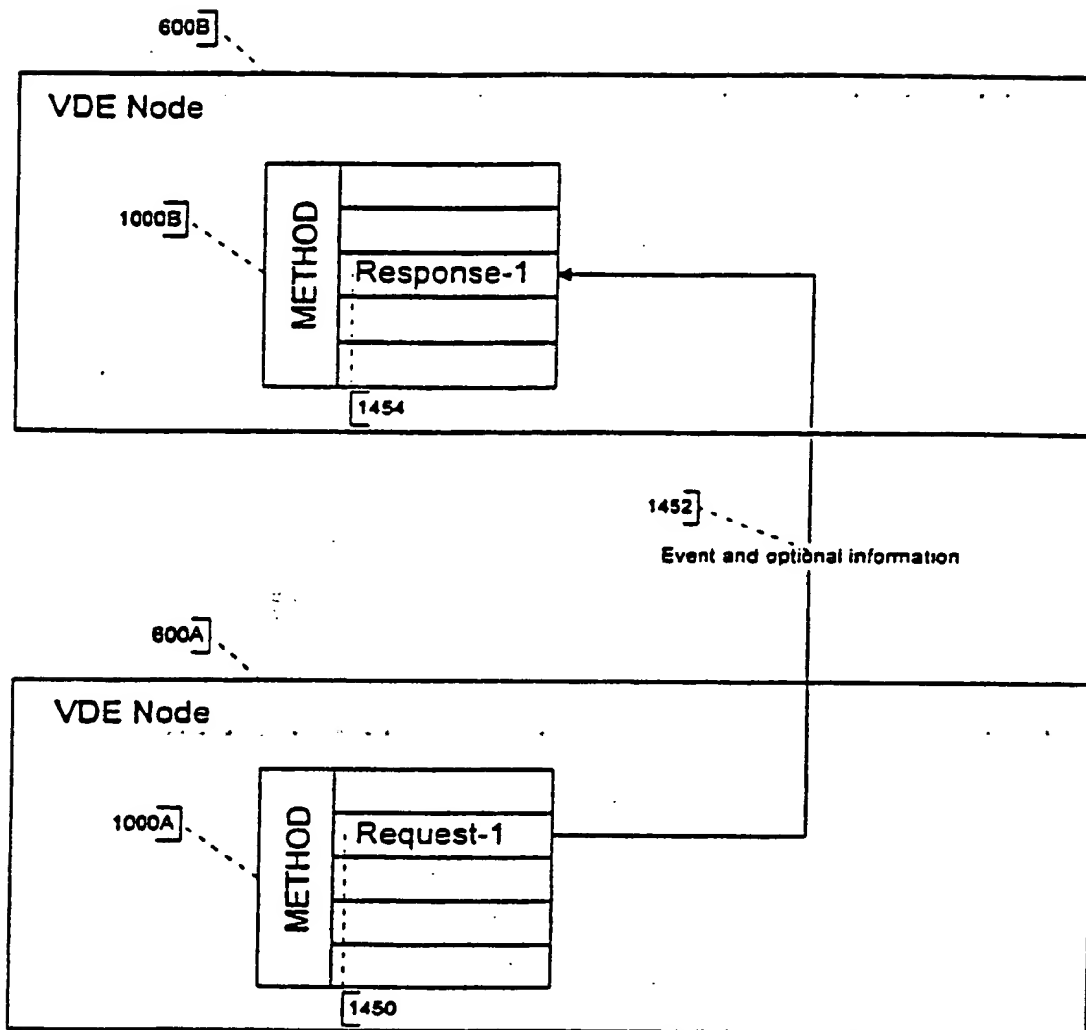 600B
VDE Node
1000B
METHOD
Response-1
1454
1452
Event and optional information
600A
VDE Node
1000A
METHOD
Request-1
1450